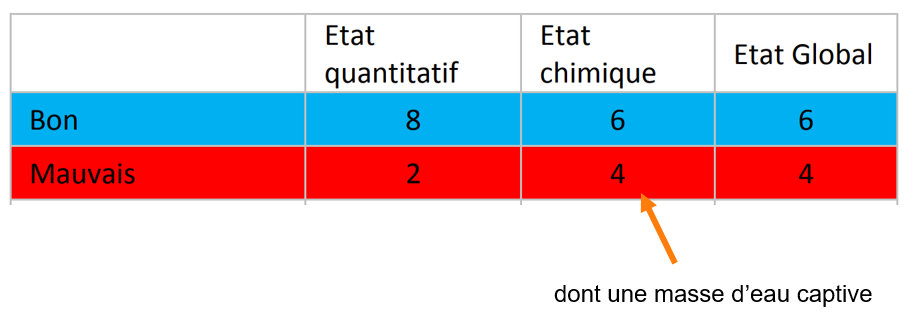 Etat quantitatif
Etat chimique
Etat Global
Bon 8 6 6
Mauvais 2 4 4
dont une masse d’eau captive